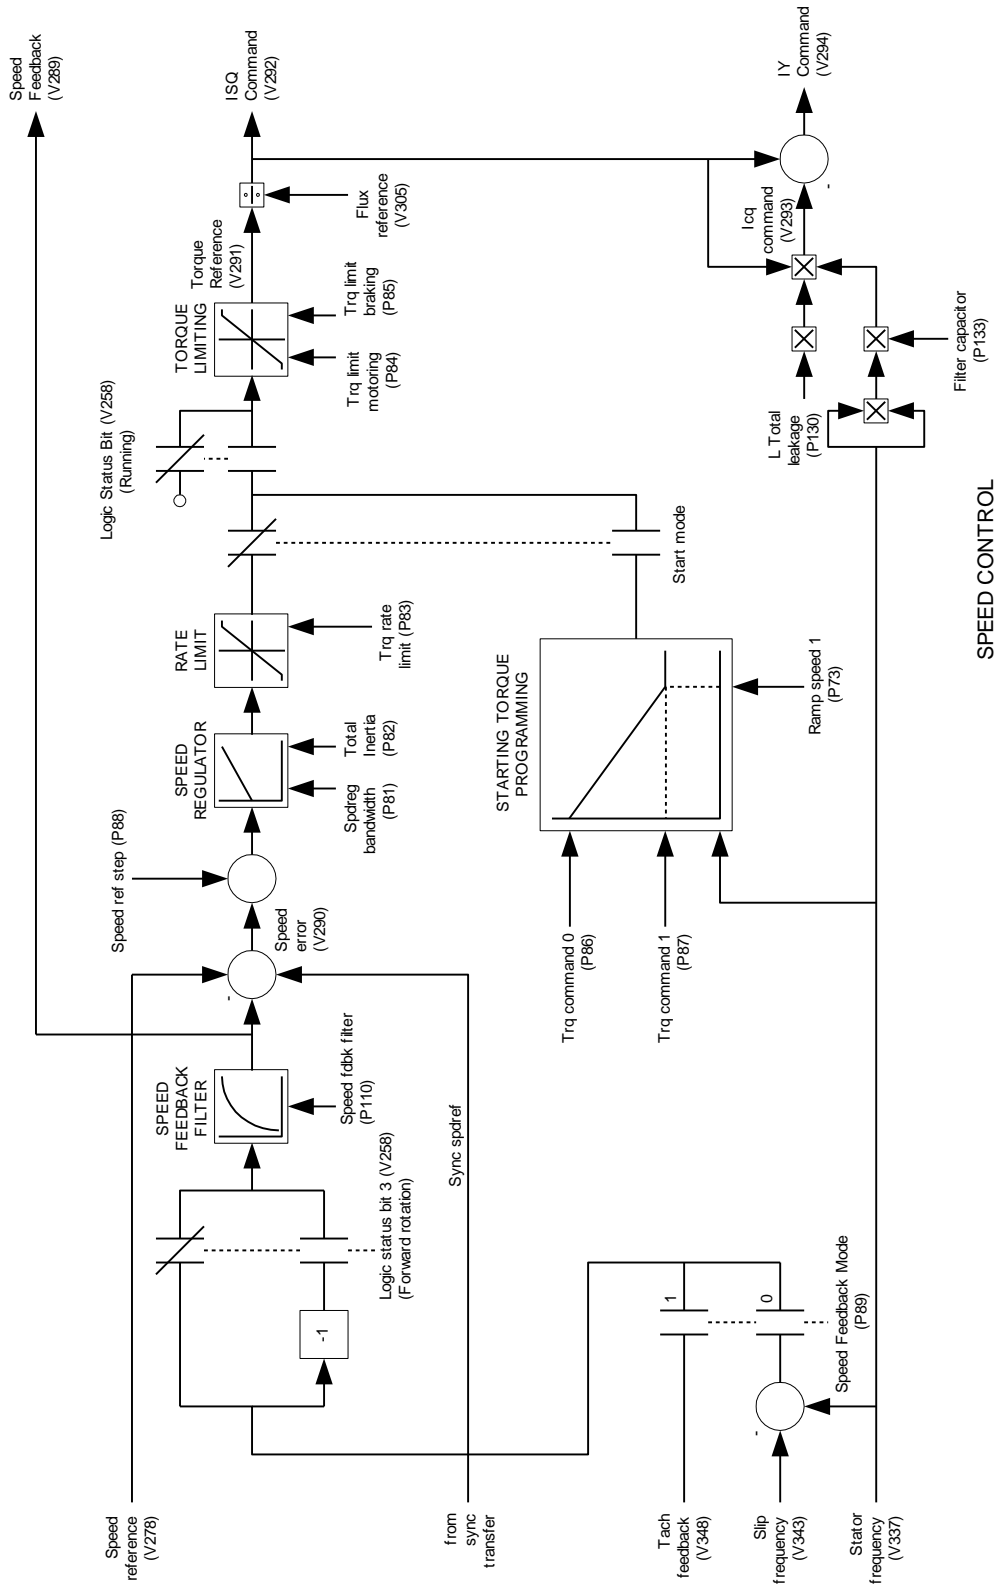 Speed
Feedback
(V289)
ISQ
Command
(V292)
IY
Command
(V294)
Flux
reference
(V305)
Torque
Reference
(V291)
Icq
command
(V293)
TORQUE
LIMITING
Trq limit
braking
(P85)
Trq limit
motoring
(P84)
Filter capacitor
(P133)
L Total
leakage
(P130)
Logic Status Bit (V258)
(Running)
Start mode
RATE
LIMIT
Trq rate
limit (P83)
SPEED
REGULATOR
Total
Inertia
(P82)
Spdreg
bandwidth
(P81)
STARTING TORQUE
PROGRAMMING
Ramp speed 1
(P73)
Trq command 0
(P86)
Trq command 1
(P87)
Speed ref step (P88)
Speed
error
(V290)
-
-
SPEED
FEEDBACK
FILTER
Speed fdbk filter
(P110)
Sync spdref
Logic status bit 3 (V258)
(Forward rotation)
-1
1
0
Speed Feedback Mode
(P89)
-
Speed
reference
(V278)
from
sync
transfer
Tach
feedback
(V348)
Slip
frequency
(V343)
Stator
frequency
(V337)
SPEED CONTROL